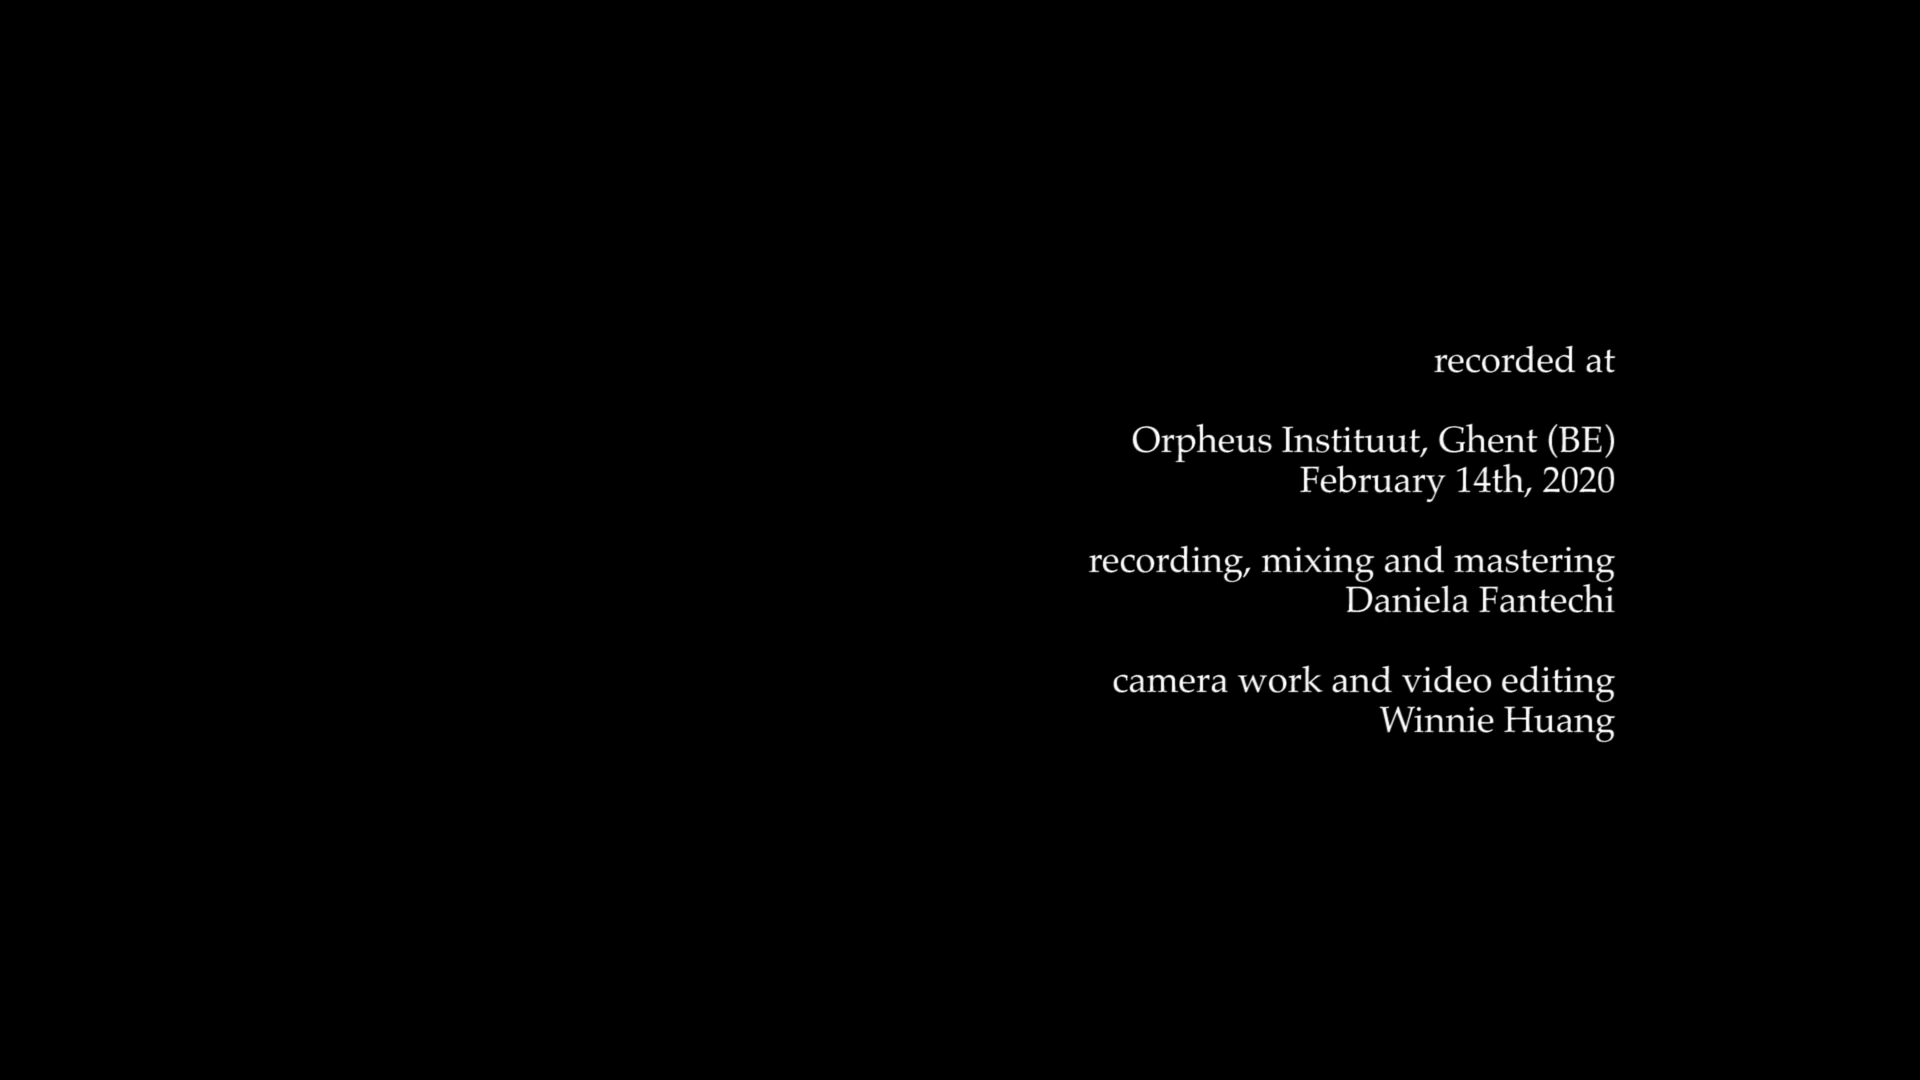 recorded at
Orpheus Instituut, Ghent (BE)
February 14th, 2020
recording, mixing and mastering
Daniela Fantechi
camera work and video editing
Winnie Huang